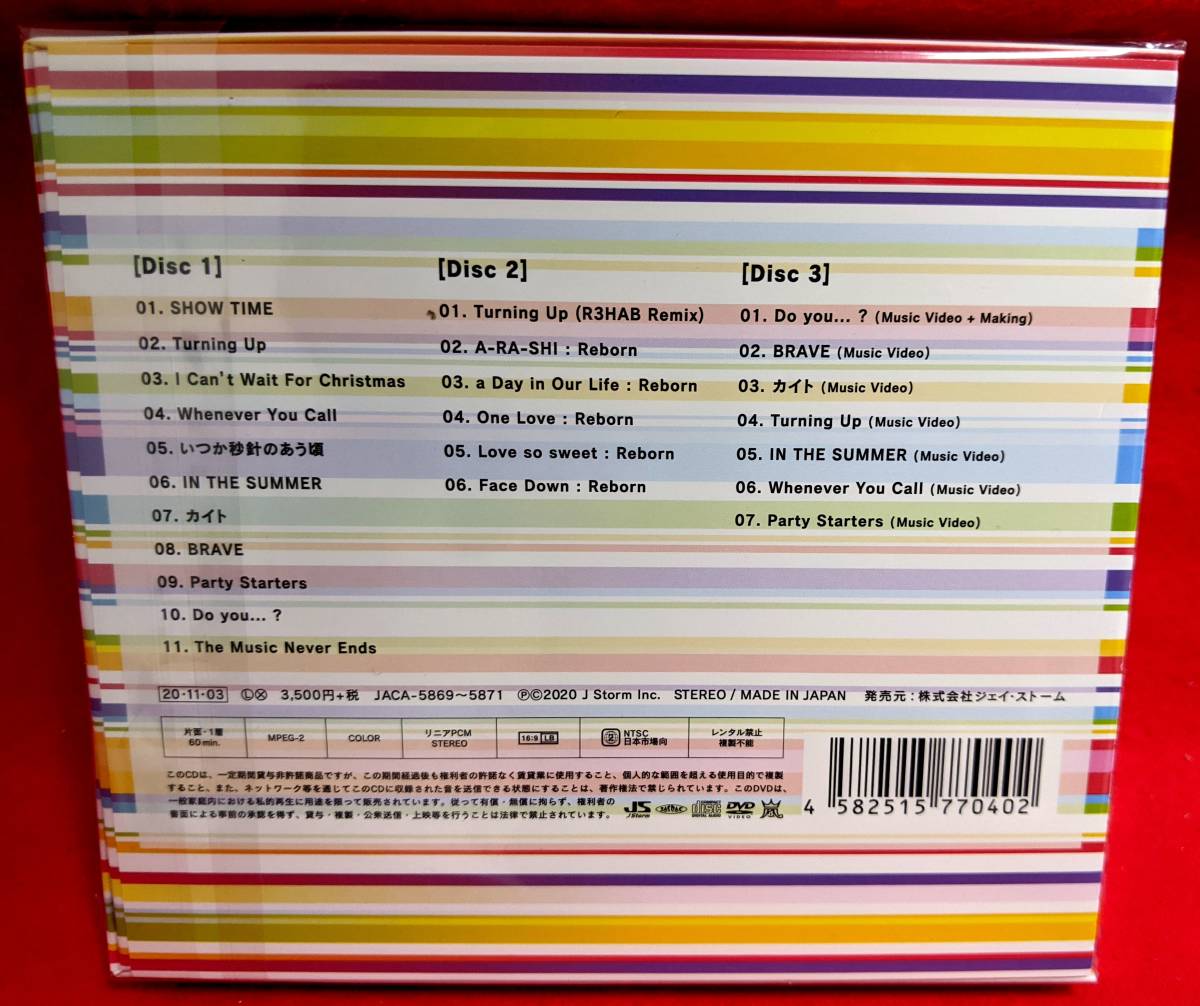 [Disc 1]
01. SHOW TIME
02. Turning Up
03. I Can't Wait For Christmas
04. Whenever You Call
05. いつか秒針のあう頃
06. IN THE SUMMER
07. カイト
08. BRAVE
09. Party Starters
10. Do you... ?
11. The Music Never Ends
[Disc 2]
01. Turning Up (R3HAB Remix)
02. A-RA-SHI : Reborn
03. a Day in Our Life : Reborn
04. One Love : Reborn
05. Love so sweet : Reborn
06. Face Down : Reborn
[Disc 3]
01. Do you... ? (Music Video + Making)
02. BRAVE (Music Video)
03. カイト (Music Video)
04. Turning Up (Music Video)
05. IN THE SUMMER (Music Video)
06. Whenever You Call (Music Video)
07. Party Starters (Music Video)
20・11・03 Ⓛⓧ 3,500円+税 JACA-5869〜5871 ℗©2020 J Storm Inc. STEREO / MADE IN JAPAN 発売元：株式会社ジェイ・ストーム
片面・1層
60 min.
MPEG-2
COLOR
リニアPCM
STEREO
16:9 LB
2 NTSC
日本市場向
レンタル禁止
複製不能
このCDは、一定期間貸与非許諾商品ですが、この期間経過後も権利者の許諾なく賃貸業に使用すること、個人的な範囲を超える使用目的で複製
すること、また、ネットワーク等を通じてこのCDに収録された音を送信できる状態にすることは、著作権法で禁じられています。このDVDは、
一般家庭内における私的再生に用途を限って販売されています。従って有償・無償に拘らず、権利者の
書面による事前の承諾を得ず、貸与・複製・公衆送信・上映等を行うことは法律で禁止されています。
JS JStorm
COMPACT disc DIGITAL AUDIO
DVD VIDEO
嵐
4 582515 770402